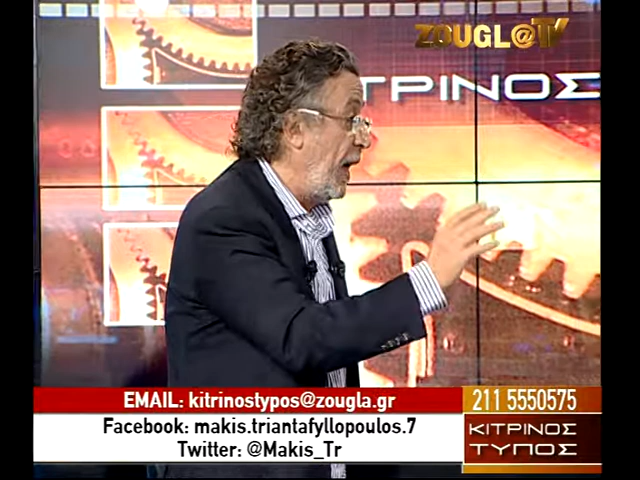 ZOUGL@TV
ΚΙΤΡΙΝΟΣ
EMAIL: kitrinostypos@zougla.gr
211 5550575
Facebook: makis.triantafyllopoulos.7
Twitter: @Makis_Tr
ΚΙΤΡΙΝΟΣ
ΤΥΠΟΣ